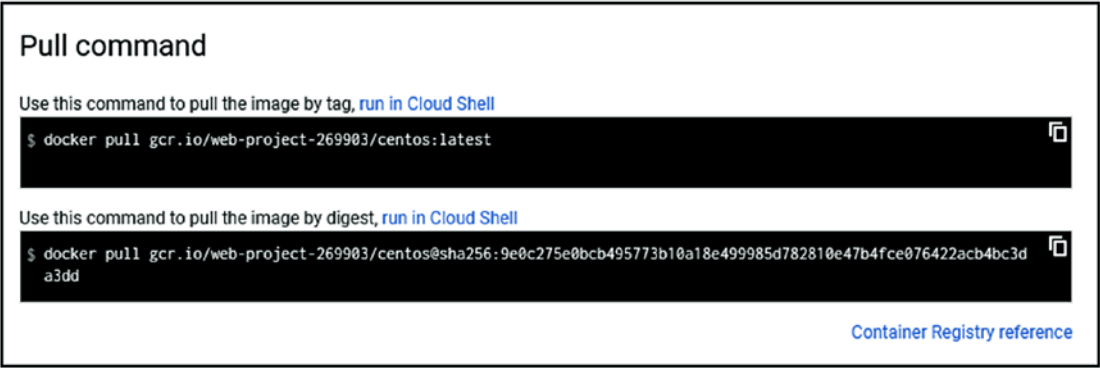 Pull command
Use this command to pull the image by tag, run in Cloud Shell
$ docker pull gcr.io/web-project-269903/centos:latest
Use this command to pull the image by digest, run in Cloud Shell
$ docker pull gcr.io/web-project-269903/centos@sha256:9e0c275e0bcb495773b10a18e499985d782810e47b4fce076422acb4bc3d
a3dd
Container Registry reference